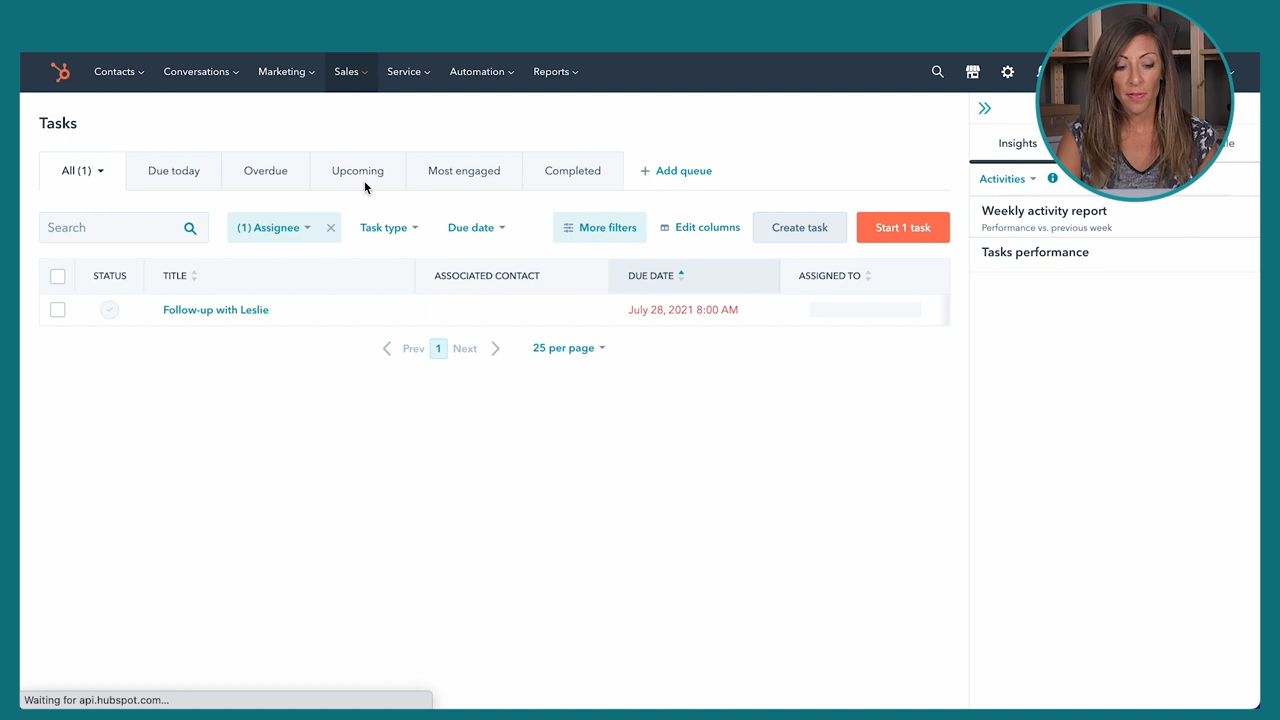 Contacts Conversations Marketing Sales Service Automation Reports
Tasks
All (1) Due today Overdue Upcoming Most engaged Completed + Add queue
Insights
Activities
Search (1) Assignee Task type Due date More filters Edit columns Create task Start 1 task
Weekly activity report
Performance vs. previous week
Tasks performance
STATUS TITLE ASSOCIATED CONTACT DUE DATE ASSIGNED TO
Follow-up with Leslie July 28, 2021 8:00 AM
Prev 1 Next 25 per page
Waiting for api.hubspot.com...